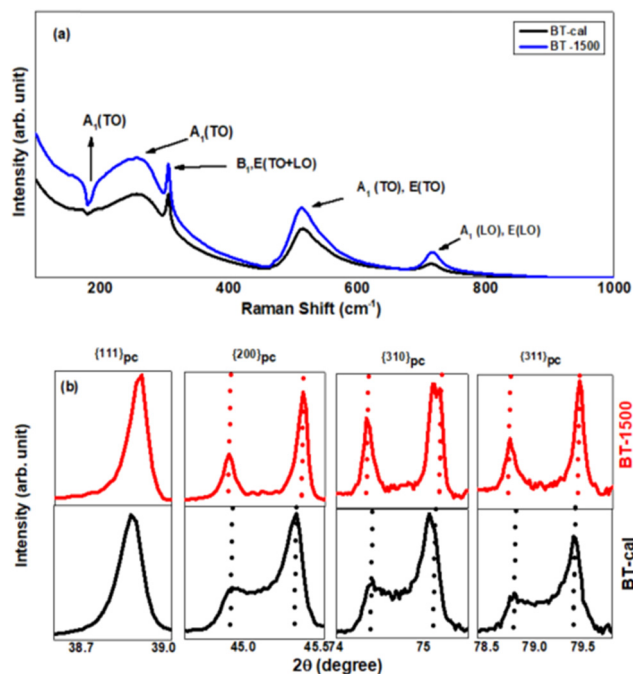 (a)
BT-cal
BT -1500
A₁(TO)
A₁(TO)
B₁,E(TO+LO)
A₁ (TO), E(TO)
A₁ (LO), E(LO)
Intensity (arb. unit)
200 400 600 800 1000
Raman Shift (cm⁻¹)
{111}pc {200}pc {310}pc {311}pc
(b)
BT-1500
BT-cal
Intensity (arb. unit)
38.7 39.0 45.0 45.5 74 75 78.5 79.0 79.5
2θ (degree)